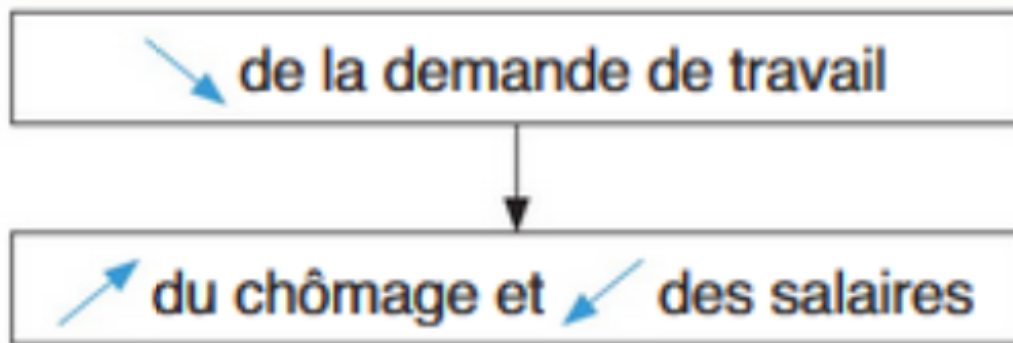 de la demande de travail
du chômage et des salaires